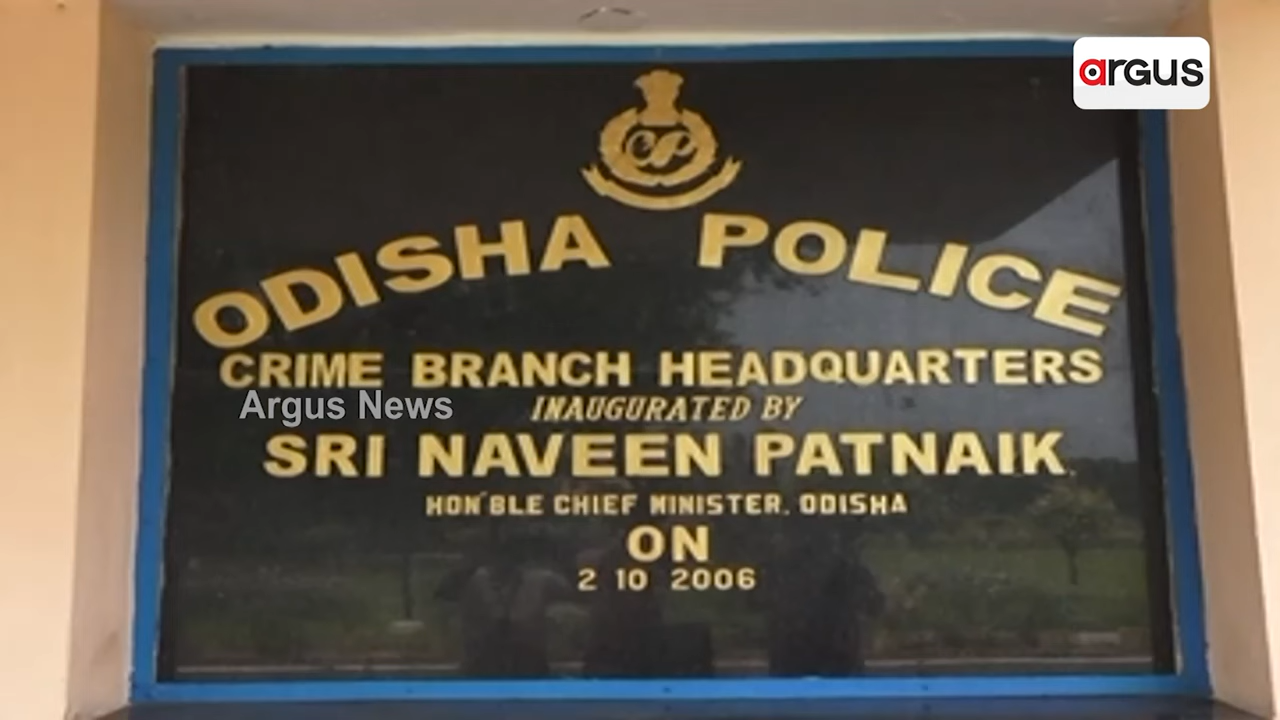 argus
OP
ODISHA POLICE
CRIME BRANCH HEADQUARTERS
Argus News
INAUGURATED BY
SRI NAVEEN PATNAIK
HON'BLE CHIEF MINISTER, ODISHA
ON
2 10 2006